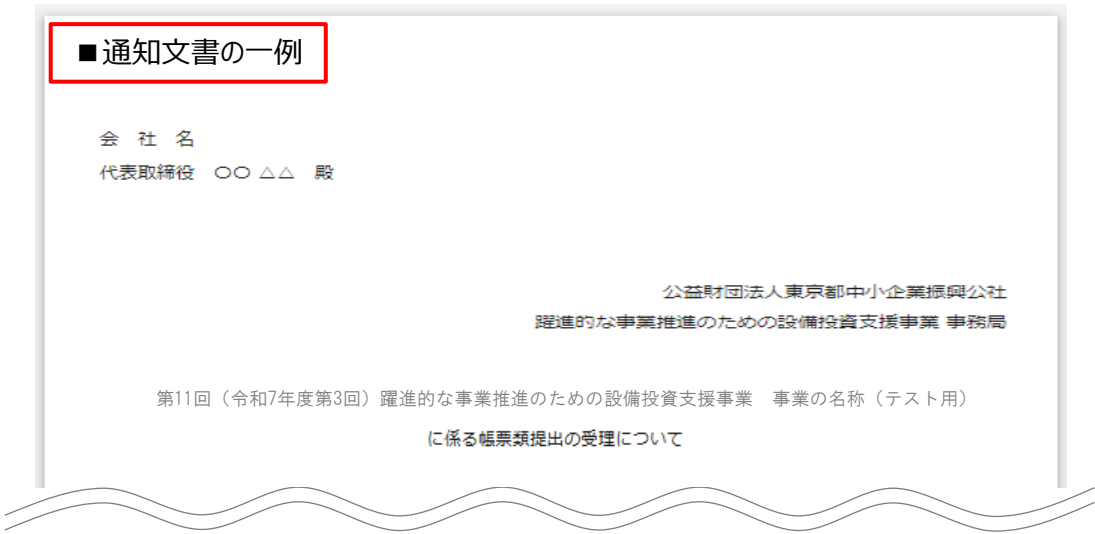 ■通知文書の一例
会 社 名
代表取締役 〇〇 △△ 殿
公益財団法人東京都中小企業振興公社
躍進的な事業推進のための設備投資支援事業 事務局
第11回（令和7年度第3回）躍進的な事業推進のための設備投資支援事業 事業の名称（テスト用）
に係る帳票類提出の受理について